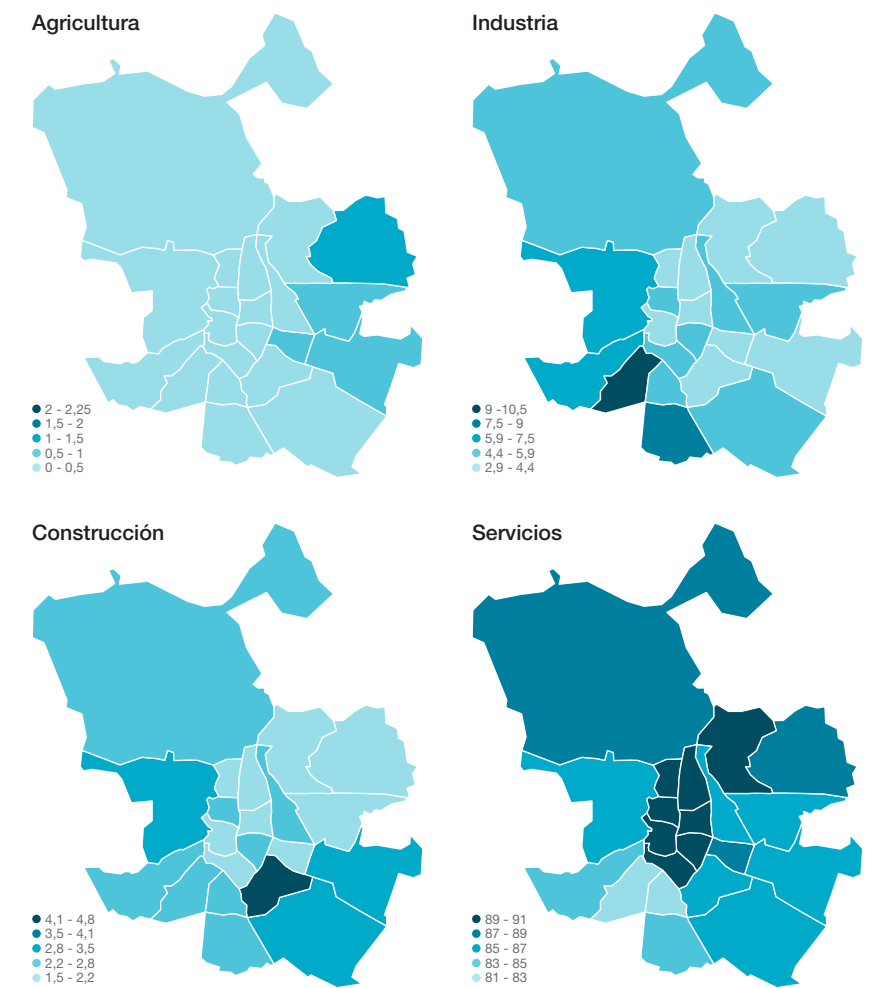 Agricultura
2 - 2,25
1,5 - 2
1 - 1,5
0,5 - 1
0 - 0,5
Industria
9 -10,5
7,5 - 9
5,9 - 7,5
4,4 - 5,9
2,9 - 4,4
Construcción
4,1 - 4,8
3,5 - 4,1
2,8 - 3,5
2,2 - 2,8
1,5 - 2,2
Servicios
89 - 91
87 - 89
85 - 87
83 - 85
81 - 83